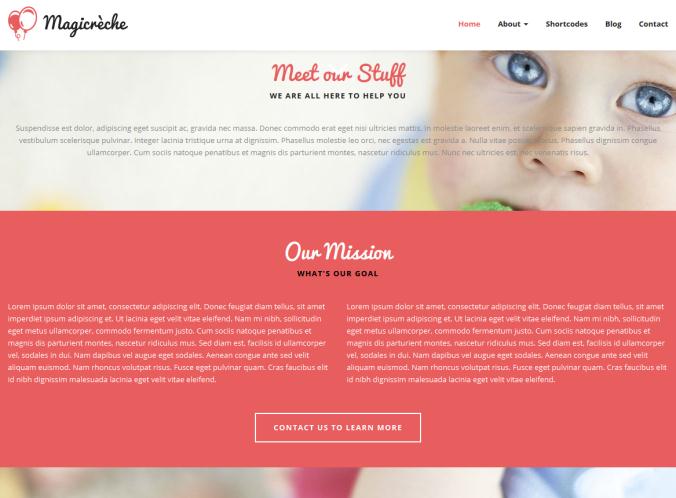 Magicrèche
Home About Shortcodes Blog Contact
Meet our Stuff
WE ARE ALL HERE TO HELP YOU
Suspendisse est dolor, adipiscing eget suscipit ac, gravida nec massa. Donec commodo erat eget nisi ultricies mattis. In molestie laoreet enim, et scelerisque sapien gravida in. Phasellus
vestibulum scelerisque pulvinar. Integer lacinia tristique urna at dignissim. Phasellus molestie leo orci, nec egestas est gravida a. Nulla vitae purus. Phasellus dignissim congue
ullamcorper. Cum sociis natoque penatibus et magnis dis parturient montes, nascetur ridiculus mus. Nunc nec ultricies est, nec venenatis risus.
Our Mission
WHAT'S OUR GOAL
Lorem ipsum dolor sit amet, consectetur adipiscing elit. Donec feugiat diam tellus, sit amet
imperdiet ipsum adipiscing et. Ut lacinia eget velit vitae eleifend. Nam mi nibh, sollicitudin
eget metus ullamcorper, commodo fermentum justo. Cum sociis natoque penatibus et
magnis dis parturient montes, nascetur ridiculus mus. Sed diam est, facilisis id ullamcorper
vel, sodales in dui. Nam dapibus vel augue eget sodales. Aenean congue ante sed velit
aliquam euismod. Nam rhoncus volutpat risus. Fusce eget pulvinar quam. Cras faucibus elit
id nibh dignissim malesuada lacinia eget velit vitae eleifend.
Lorem ipsum dolor sit amet, consectetur adipiscing elit. Donec feugiat diam tellus, sit amet
imperdiet ipsum adipiscing et. Ut lacinia eget velit vitae eleifend. Nam mi nibh, sollicitudin
eget metus ullamcorper, commodo fermentum justo. Cum sociis natoque penatibus et
magnis dis parturient montes, nascetur ridiculus mus. Sed diam est, facilisis id ullamcorper
vel, sodales in dui. Nam dapibus vel augue eget sodales. Aenean congue ante sed velit
aliquam euismod. Nam rhoncus volutpat risus. Fusce eget pulvinar quam. Cras faucibus elit
id nibh dignissim malesuada lacinia eget velit vitae eleifend.
CONTACT US TO LEARN MORE